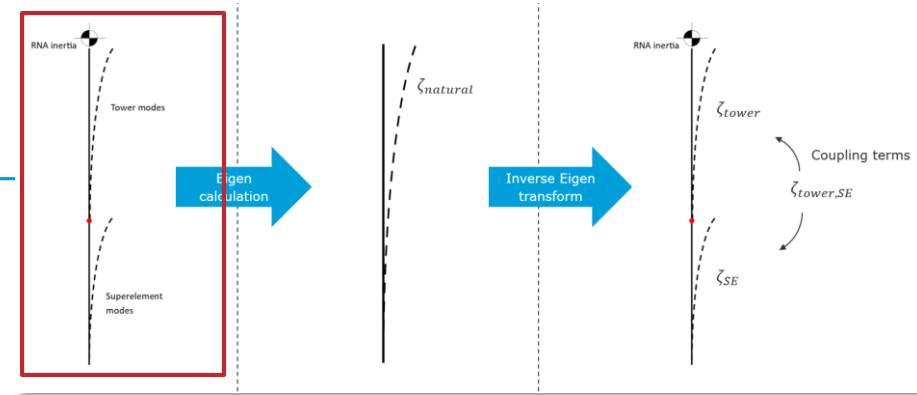 RNA inertia
Tower modes
Superelement
modes
Eigen
calculation
ζnatural
Inverse Eigen
transform
RNA inertia
ζtower
Coupling terms
ζtower,SE
ζSE